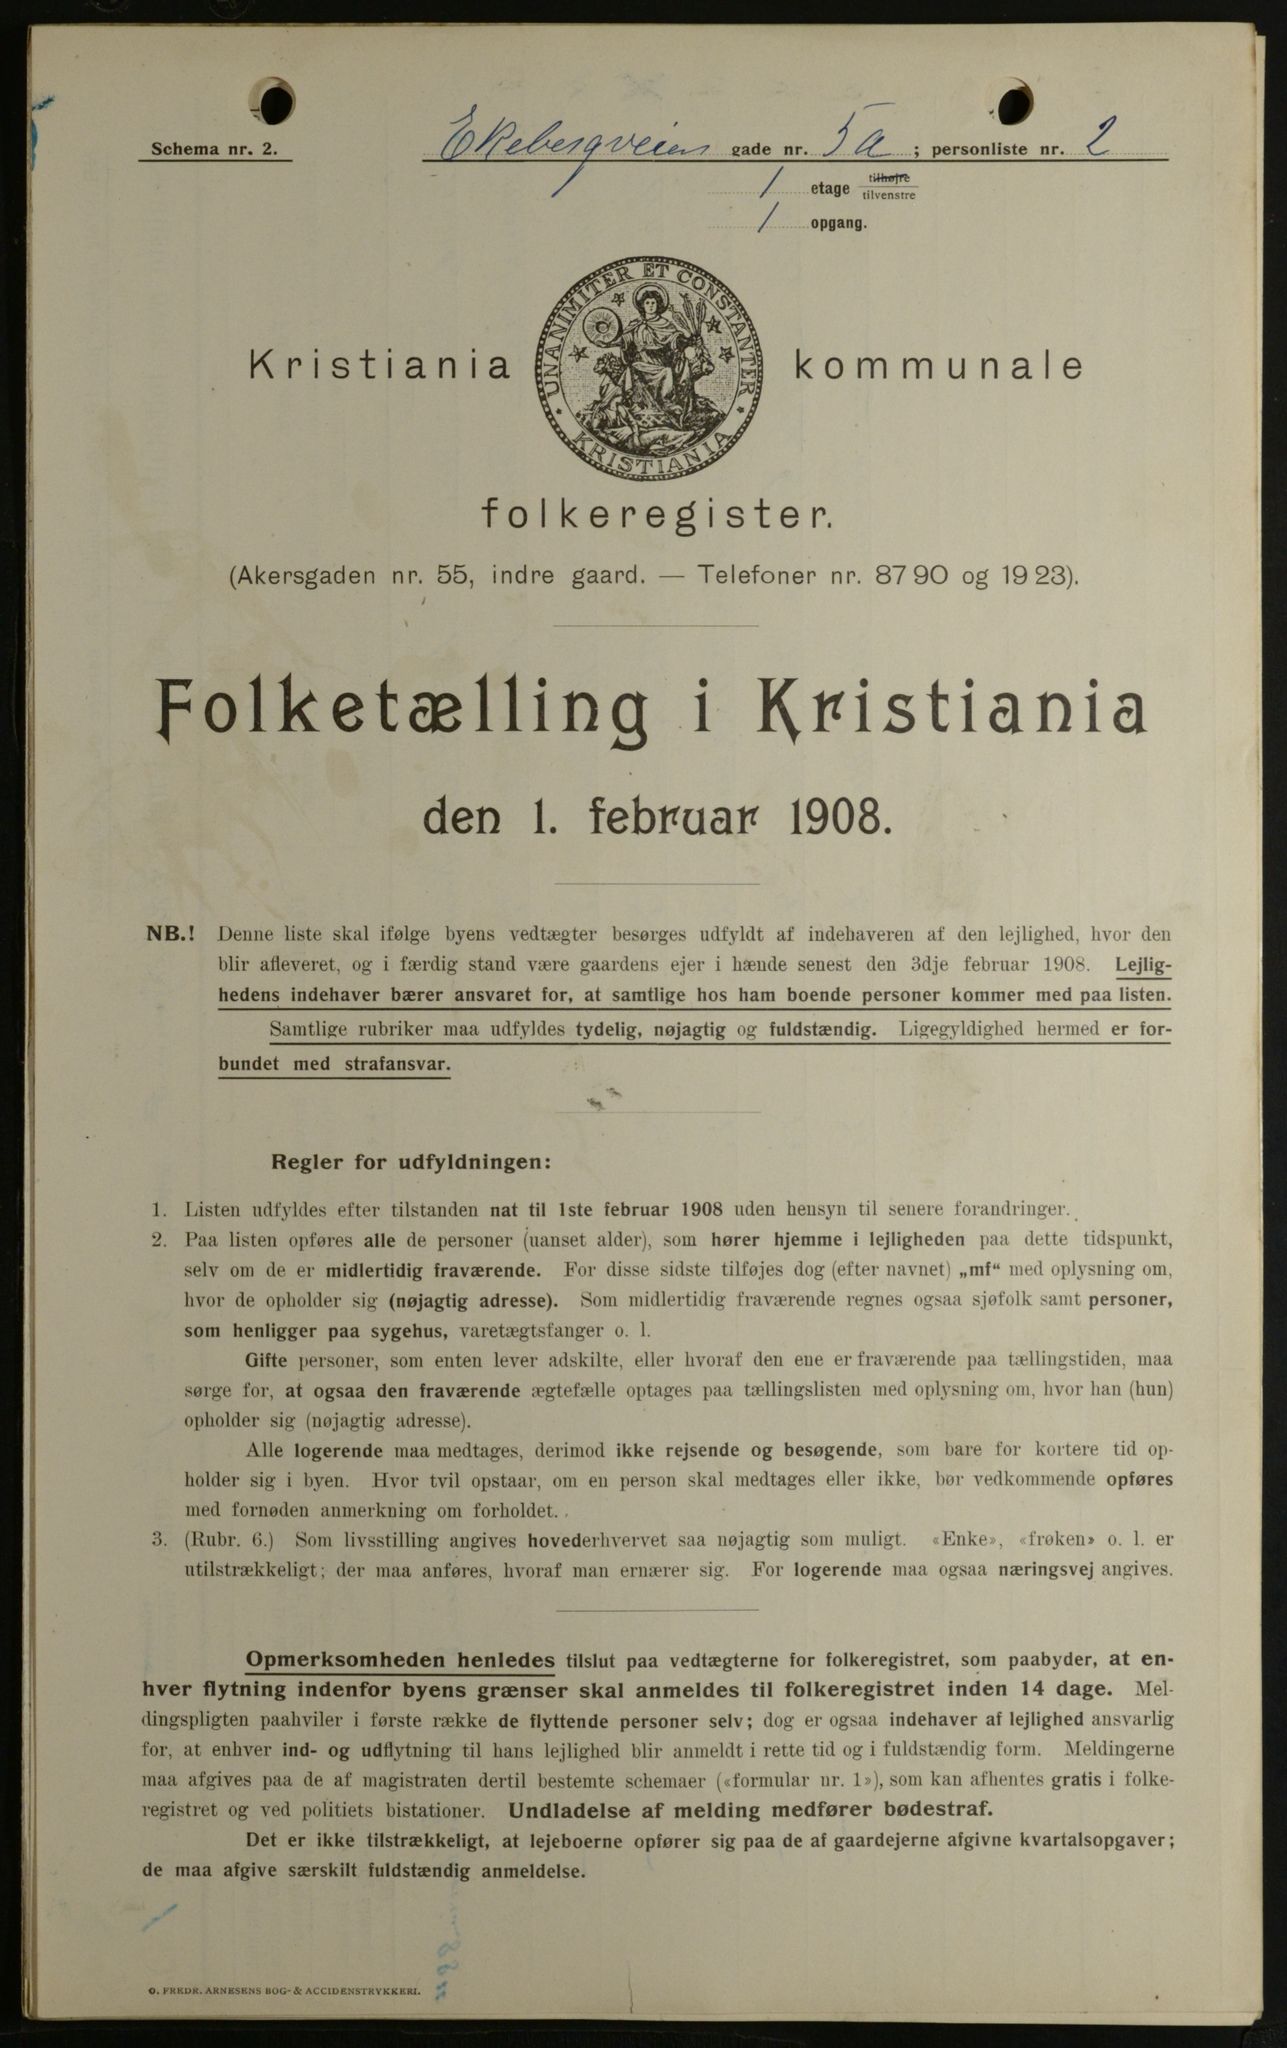 Schema nr. 2.
Ekebergveien gade nr. 5a; personliste nr. 2
1 etage tilhøjre
tilvenstre
1 opgang.
UNANIMITER ET CONSTANTER
KRISTIANIA
Kristiania kommunale
folkeregister.
(Akersgaden nr. 55, indre gaard. — Telefoner nr. 8790 og 1923).
Folketælling i Kristiania
den 1. februar 1908.
NB.! Denne liste skal ifølge byens vedtægter besørges udfyldt af indehaveren af den lejlighed, hvor den
blir afleveret, og i færdig stand være gaardens ejer i hænde senest den 3dje februar 1908. Lejlig-
hedens indehaver bærer ansvaret for, at samtlige hos ham boende personer kommer med paa listen.
Samtlige rubriker maa udfyldes tydelig, nøjagtig og fuldstændig. Ligegyldighed hermed er for-
bundet med strafansvar.
Regler for udfyldningen:
1. Listen udfyldes efter tilstanden nat til 1ste februar 1908 uden hensyn til senere forandringer.
2. Paa listen opføres alle de personer (uanset alder), som hører hjemme i lejligheden paa dette tidspunkt,
selv om de er midlertidig fraværende. For disse sidste tilføjes dog (efter navnet) „mf“ med oplysning om,
hvor de opholder sig (nøjagtig adresse). Som midlertidig fraværende regnes ogsaa sjøfolk samt personer,
som henligger paa sygehus, varetægtsfanger o. l.
Gifte personer, som enten lever adskilte, eller hvoraf den ene er fraværende paa tællingstiden, maa
sørge for, at ogsaa den fraværende ægtefælle optages paa tællingslisten med oplysning om, hvor han (hun)
opholder sig (nøjagtig adresse).
Alle logerende maa medtages, derimod ikke rejsende og besøgende, som bare for kortere tid op-
holder sig i byen. Hvor tvil opstaar, om en person skal medtages eller ikke, bør vedkommende opføres
med fornøden anmerkning om forholdet.
3. (Rubr. 6.) Som livsstilling angives hovederhvervet saa nøjagtig som muligt. «Enke», «frøken» o. l. er
utilstrækkeligt; der maa anføres, hvoraf man ernærer sig. For logerende maa ogsaa næringsvej angives.
Opmerksomheden henledes tilslut paa vedtægterne for folkeregistret, som paabyder, at en-
hver flytning indenfor byens grænser skal anmeldes til folkeregistret inden 14 dage. Mel-
dingspligten paahviler i første række de flyttende personer selv; dog er ogsaa indehaver af lejlighed ansvarlig
for, at enhver ind- og udflytning til hans lejlighed blir anmeldt i rette tid og i fuldstændig form. Meldingerne
maa afgives paa de af magistraten dertil bestemte schemaer («formular nr. 1»), som kan afhentes gratis i folke-
registret og ved politiets bistationer. Undladelse af melding medfører bødestraf.
Det er ikke tilstrækkeligt, at lejeboerne opfører sig paa de af gaardejerne afgivne kvartalsopgaver;
de maa afgive særskilt fuldstændig anmeldelse.
O. FREDR. ARNESENS BOG- & ACCIDENSTRYKKERI.